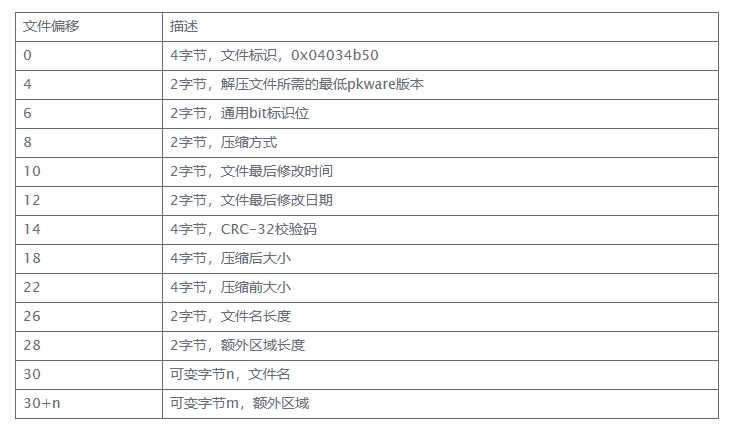 文件偏移 描述
0 4字节，文件标识，0x04034b50
4 2字节，解压文件所需的最低pkware版本
6 2字节，通用bit标识位
8 2字节，压缩方式
10 2字节，文件最后修改时间
12 2字节，文件最后修改日期
14 4字节，CRC-32校验码
18 4字节，压缩后大小
22 4字节，压缩前大小
26 2字节，文件名长度
28 2字节，额外区域长度
30 可变字节n，文件名
30+n 可变字节m，额外区域